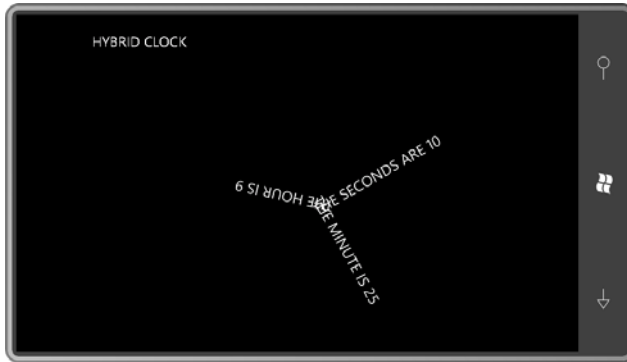 HYBRID CLOCK
THE HOUR IS 9
THE SECONDS ARE 10
THE MINUTE IS 25